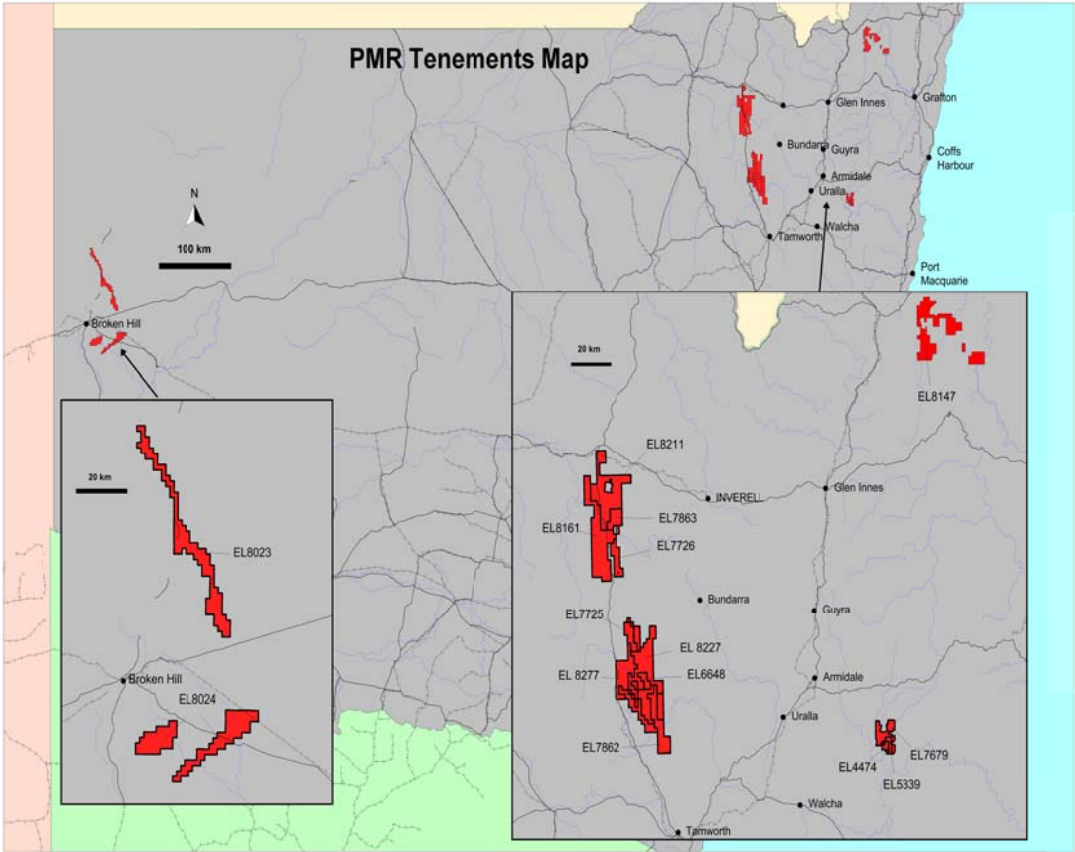 PMR Tenements Map
Glen Innes
Grafton
Bundarra
Guyra
Coffs
Harbour
Armidale
Uralla
N
100 km
Walcha
Tamworth
Port
Macquarie
Broken Hill
20 km
EL8147
EL8211
INVERELL
Glen Innes
EL8161
EL7863
EL7726
Bundarra
Guyra
EL7725
EL 8227
EL 8277
EL6648
Armidale
Uralla
EL7862
EL7679
EL4474
EL5339
Walcha
Tamworth
20 km
EL8023
Broken Hill
EL8024